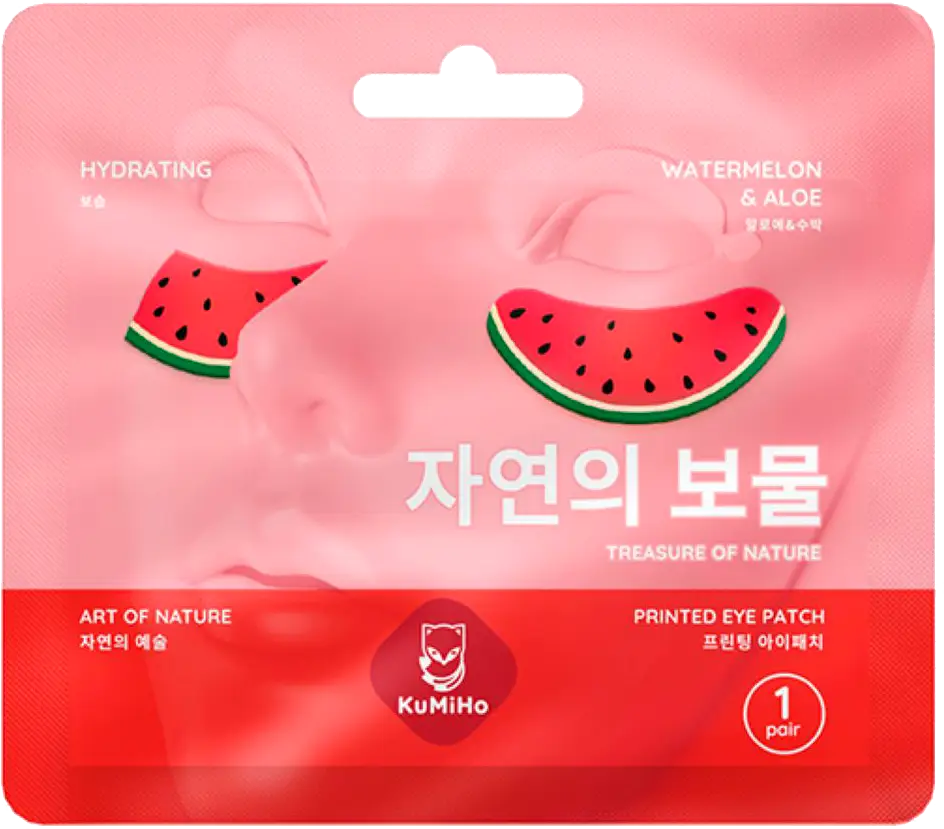 HYDRATING
보습
WATERMELON
& ALOE
알로에&수박
자연의 보물
TREASURE OF NATURE
ART OF NATURE
자연의 예술
PRINTED EYE PATCH
프린팅 아이패치
KuMiHo
1
pair